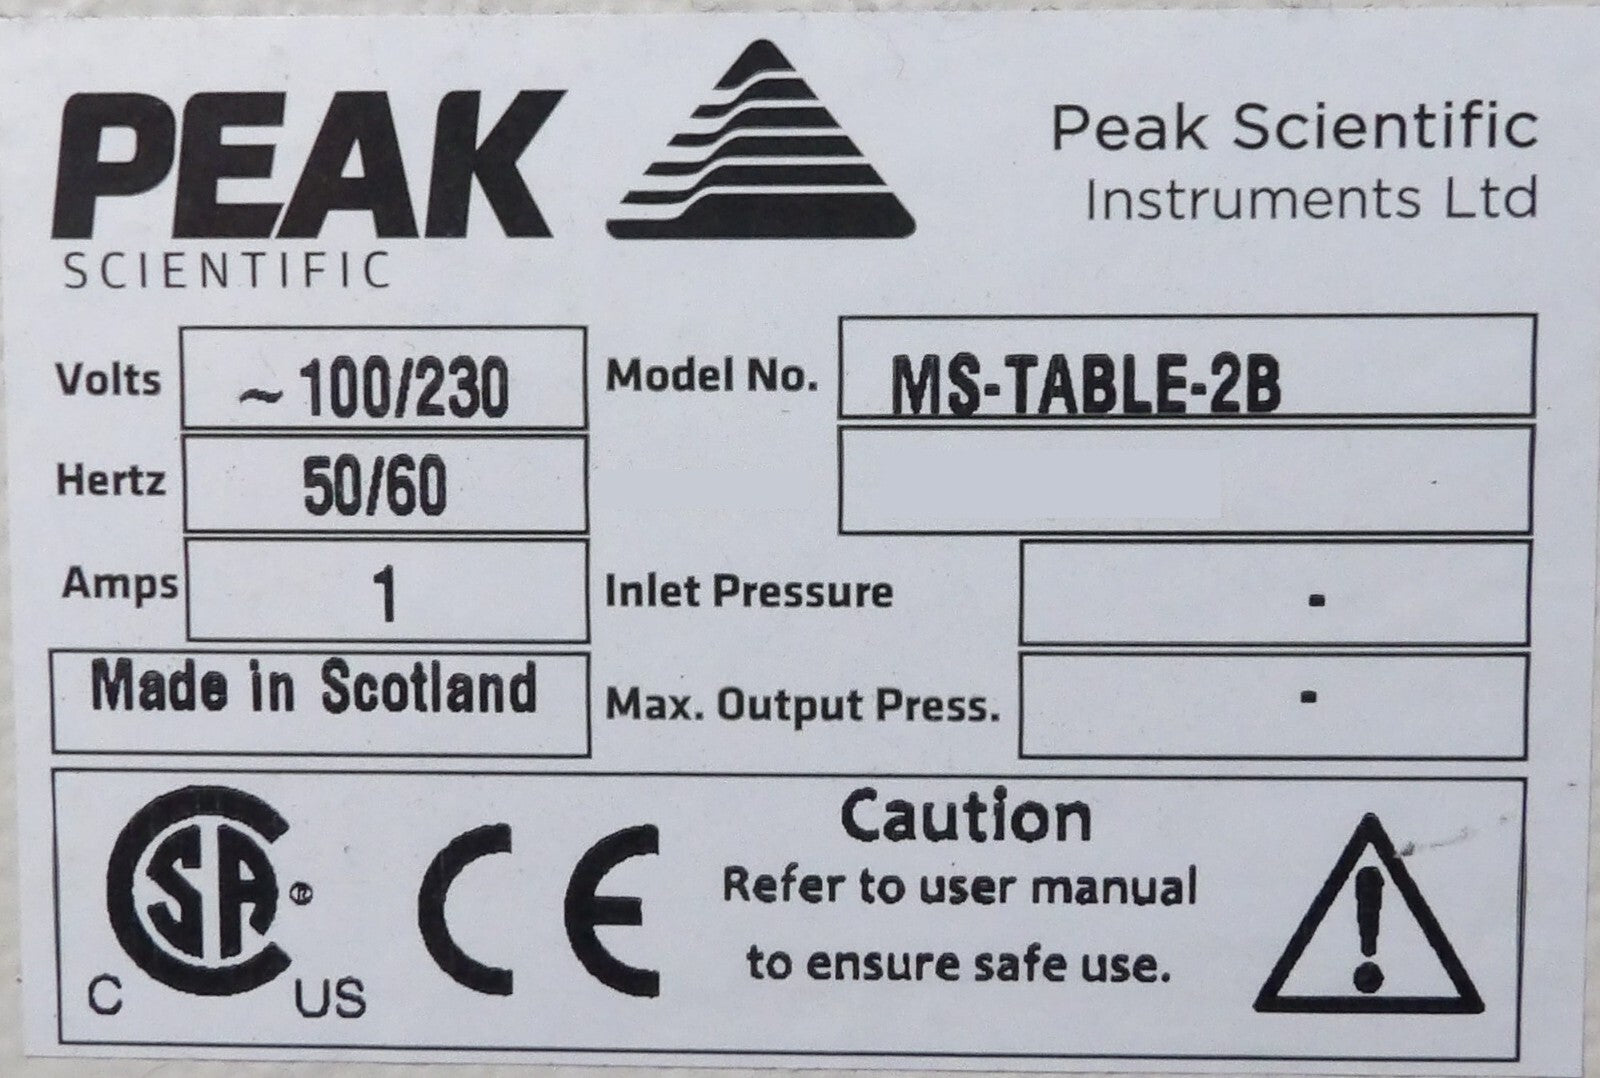 PEAK
SCIENTIFIC
Peak Scientific
Instruments Ltd
Volts ~100/230 Model No. MS-TABLE-2B
Hertz 50/60
Amps 1 Inlet Pressure -
Made in Scotland Max. Output Press. -
CSA ® C US
CE
Caution
Refer to user manual
to ensure safe use.
!